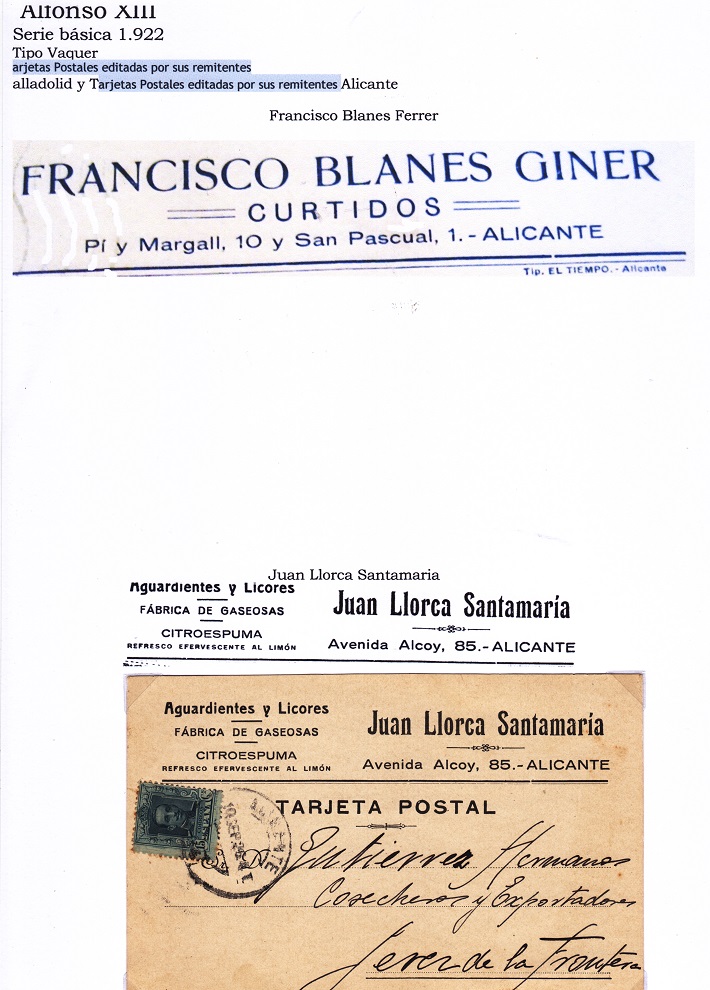 Alfonso XIII
Serie básica 1.922
Tipo Vaquer
arjetas Postales editadas por sus remitentes
alladolid y Tarjetas Postales editadas por sus remitentes Alicante
Francisco Blanes Ferrer
FRANCISCO BLANES GINER
CURTIDOS
Pí y Margall, 10 y San Pascual, 1.-ALICANTE
Tip. EL TIEMPO.-Alicante
Juan Llorca Santamaria
Aguardientes y Licores
FÁBRICA DE GASEOSAS
CITROESPUMA
REFRESCO EFERVESCENTE AL LIMÓN
Juan Llorca Santamaría
Avenida Alcoy, 85.-ALICANTE
Aguardientes y Licores
FÁBRICA DE GASEOSAS
CITROESPUMA
REFRESCO EFERVESCENTE AL LIMÓN
Juan Llorca Santamaría
Avenida Alcoy, 85.-ALICANTE
TARJETA POSTAL
Gutierrez Hermanos
Cosecheros y Exportadores
Jerez de la Frontera